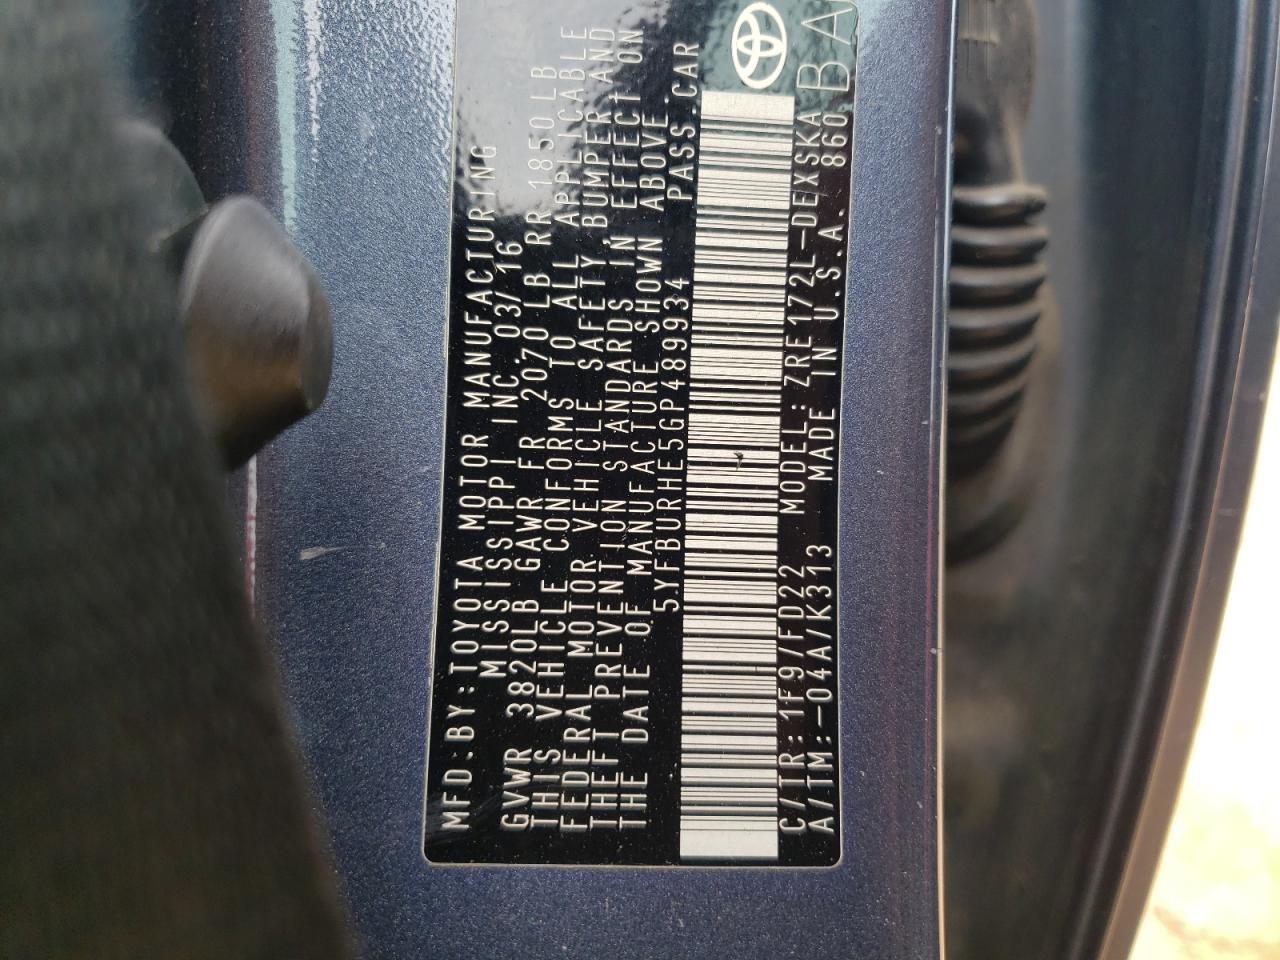 MFD.BY:TOYOTA MOTOR MANUFACTURING
MISSISSIPPI INC. 03/16
GVWR 3820LB GAWR FR 2070 LB RR 1850 LB
THIS VEHICLE CONFORMS TO ALL APPLICABLE
FEDERAL MOTOR VEHICLE SAFETY, BUMPER AND
THEFT PREVENTION STANDARDS IN EFFECT ON
THE DATE OF MANUFACTURE SHOWN ABOVE.
5YFBURHE5GP489934 PASS.CAR
C/TR:1F9/FD22 MODEL: ZRE172L-DEXSKA
A/TM:-04A/K313 MADE IN U.S.A. 860
BA